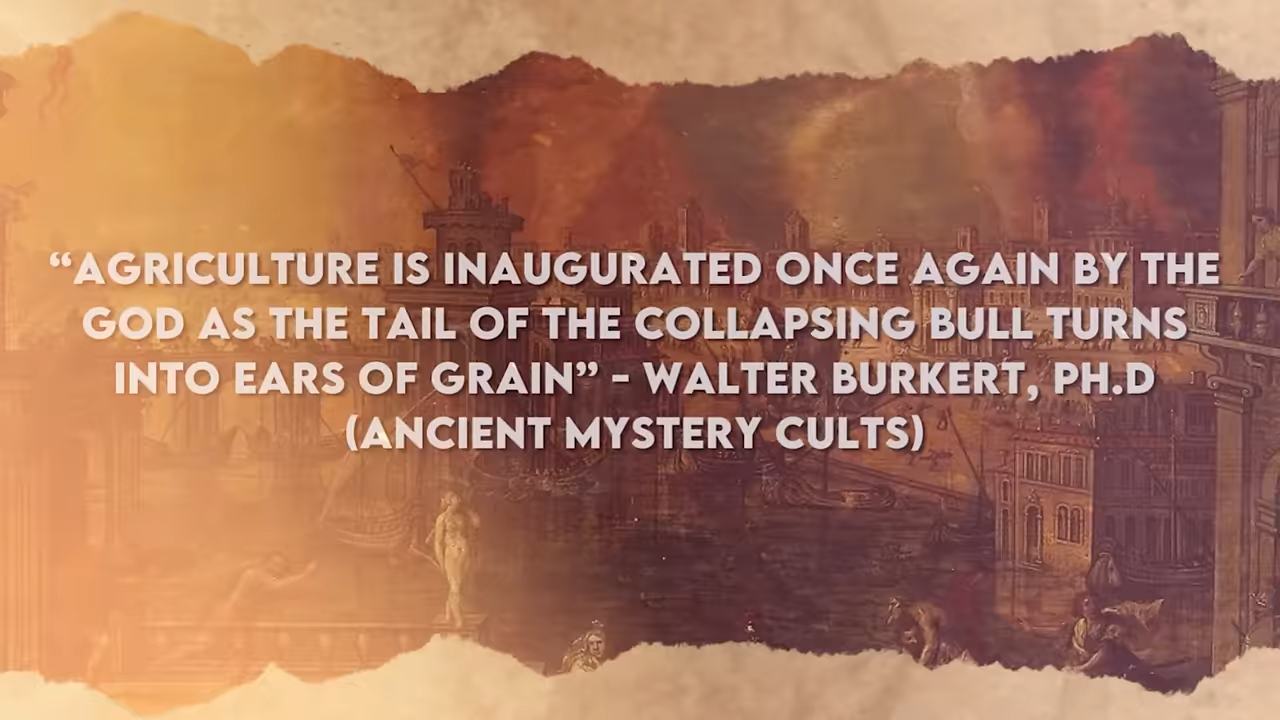 “AGRICULTURE IS INAUGURATED ONCE AGAIN BY THE
GOD AS THE TAIL OF THE COLLAPSING BULL TURNS
INTO EARS OF GRAIN” - WALTER BURKERT, PH.D
(ANCIENT MYSTERY CULTS)